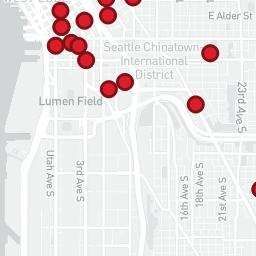 E Alder St
Seattle Chinatown-
International
District
Lumen Field
23rd Ave S
Utah Ave S
3rd Ave S
16th Ave S
18th Ave S
21st Ave S